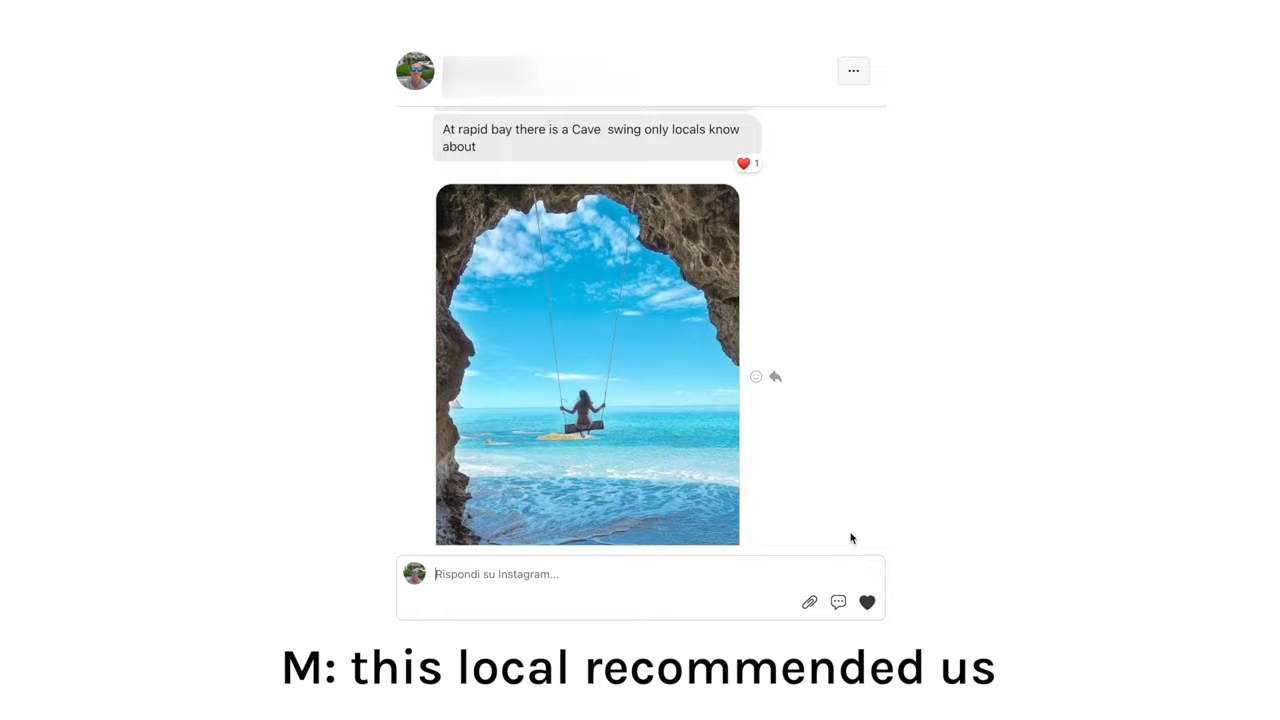 At rapid bay there is a Cave  swing only locals know
about
1
Rispondi su Instagram...
M: this local recommended us